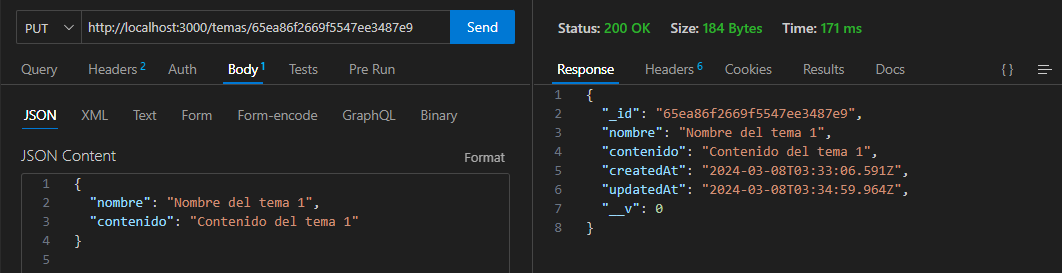 PUT http://localhost:3000/temas/65ea86f2669f5547ee3487e9 Send
Query Headers 2 Auth Body 1 Tests Pre Run
JSON XML Text Form Form-encode GraphQL Binary
JSON Content Format
1 {
2 "nombre": "Nombre del tema 1",
3 "contenido": "Contenido del tema 1"
4 }
5
Status: 200 OK Size: 184 Bytes Time: 171 ms
Response Headers 6 Cookies Results Docs { }
1 {
2 "_id": "65ea86f2669f5547ee3487e9",
3 "nombre": "Nombre del tema 1",
4 "contenido": "Contenido del tema 1",
5 "createdAt": "2024-03-08T03:33:06.591Z",
6 "updatedAt": "2024-03-08T03:34:59.964Z",
7 "__v": 0
8 }